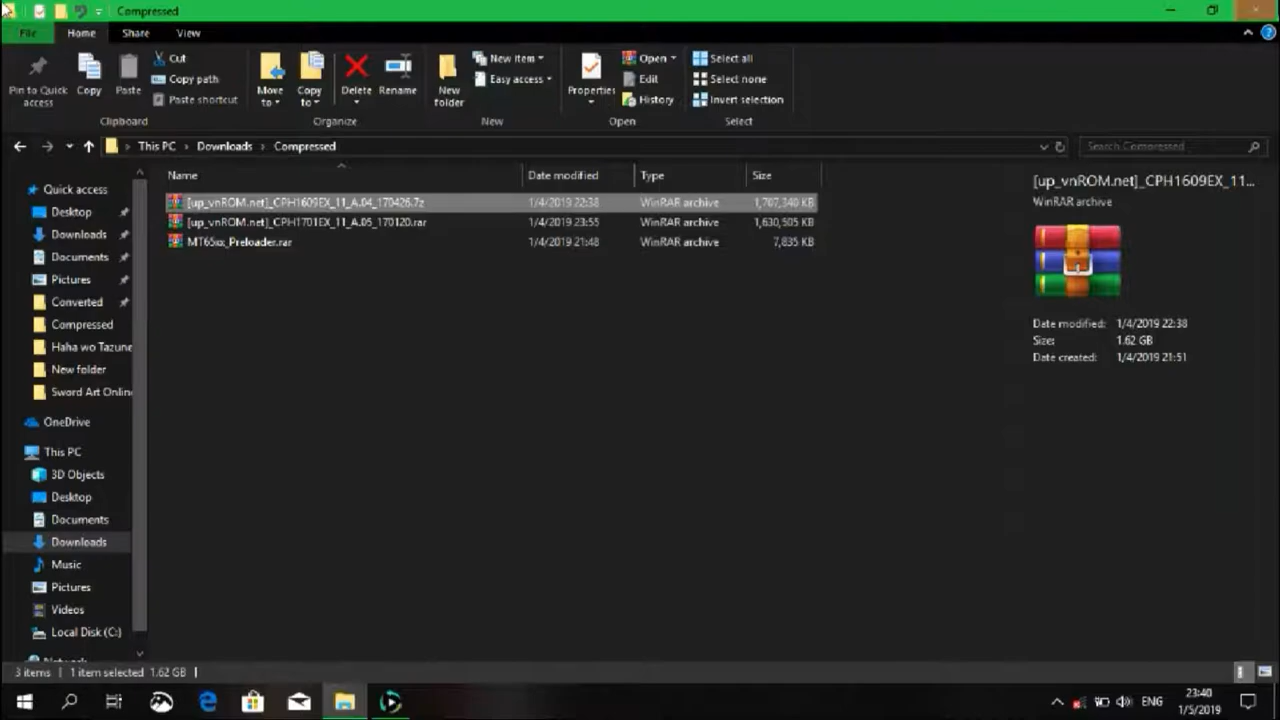 Compressed
File Home Share View
Pin to Quick access
Copy
Paste
Cut
Copy path
Paste shortcut
Clipboard
Move to
Copy to
Delete
Rename
Organize
New folder
New item
Easy access
New
Properties
Open
Edit
History
Open
Select all
Select none
Invert selection
Select
This PC Downloads Compressed
Search Compressed
Name Date modified Type Size
[up_vnROM.net]_CPH1609EX_11_A.04_170426.7z 1/4/2019 22:38 WinRAR archive 1,707,340 KB
[up_vnROM.net]_CPH1701EX_11_A.05_170120.rar 1/4/2019 23:55 WinRAR archive 1,630,505 KB
MT65xx_Preloader.rar 1/4/2019 21:48 WinRAR archive 7,835 KB
Quick access
Desktop
Downloads
Documents
Pictures
Converted
Compressed
Haha wo Tazune
New folder
Sword Art Onlin
OneDrive
This PC
3D Objects
Desktop
Documents
Downloads
Music
Pictures
Videos
Local Disk (C:)
[up_vnROM.net]_CPH1609EX_11...
WinRAR archive
Date modified: 1/4/2019 22:38
Size: 1.62 GB
Date created: 1/4/2019 21:51
3 items 1 item selected 1.62 GB
ENG
23:40
1/5/2019